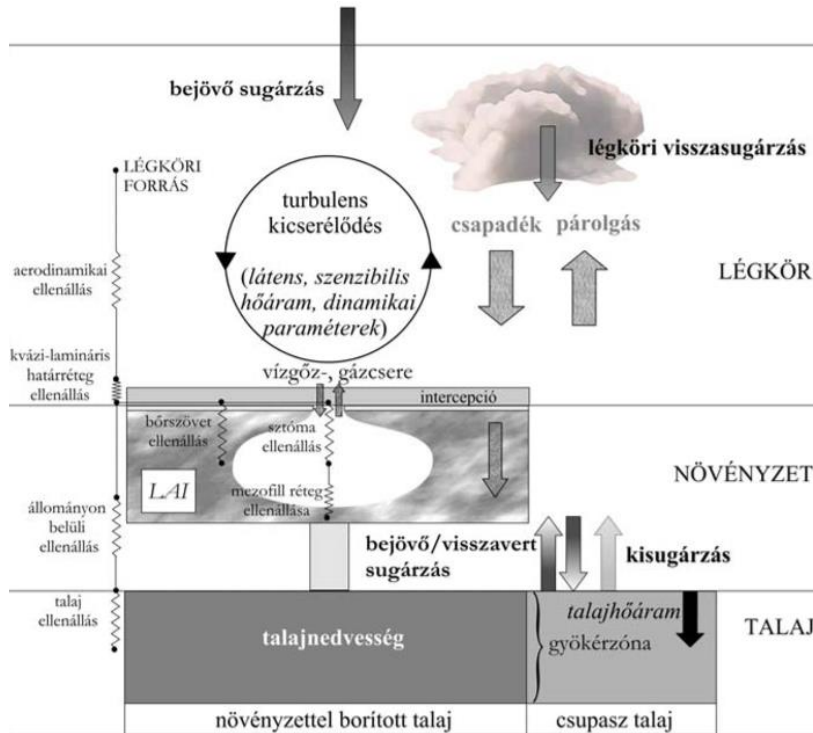 bejövő sugárzás
légköri visszasugárzás
LÉGKÖRI
FORRÁS
turbulens
kicserélődés
(látens, szenzibilis
hőáram, dinamikai
paraméterek)
csapadék párolgás
LÉGKÖR
aerodinamikai
ellenállás
kvázi-lamináris
határréteg
ellenállás
vízgőz-, gázcsere
intercepció
bőrszövet
ellenállás
sztóma
ellenállás
LAI
mezofill réteg
ellenállása
NÖVÉNYZET
állományon
belüli
ellenállás
bejövő/visszavert
sugárzás
kisugárzás
talaj
ellenállás
talajnedvesség
talajhőáram
gyökérzóna
TALAJ
növényzettel borított talaj
csupasz talaj